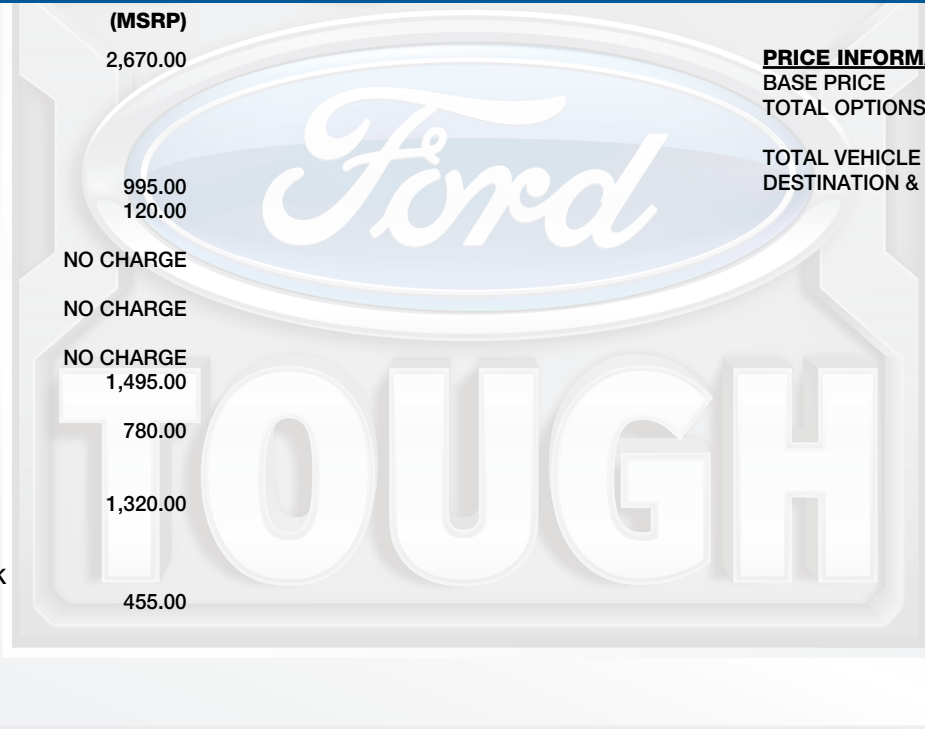 (MSRP)
2,670.00
995.00
120.00
NO CHARGE
NO CHARGE
NO CHARGE
1,495.00
780.00
1,320.00
K
455.00
PRICE INFORMA
BASE PRICE
TOTAL OPTIONS
TOTAL VEHICLE
DESTINATION &
Ford
TOUGH